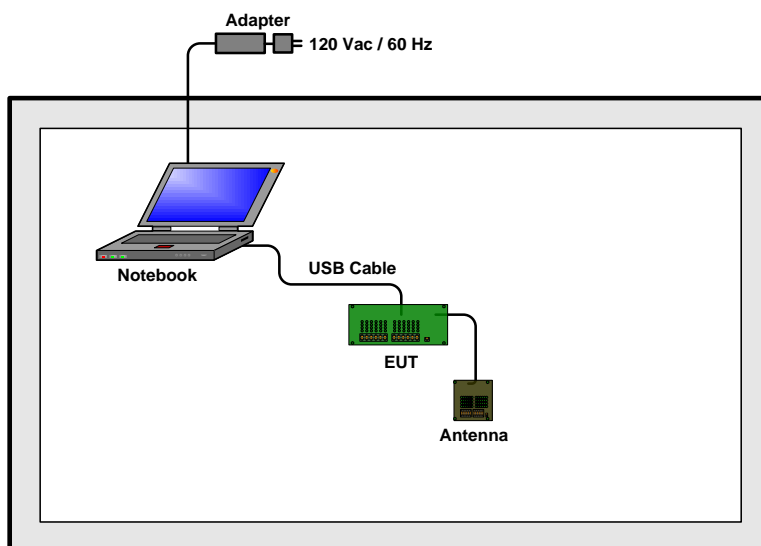 Adapter
120 Vac / 60 Hz
Notebook
USB Cable
EUT
Antenna